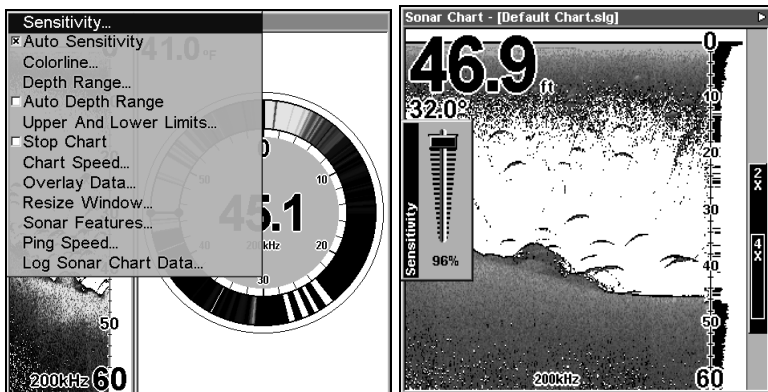 Sensitivity...
Auto Sensitivity
Colorline...
Depth Range...
Auto Depth Range
Upper And Lower Limits...
Stop Chart
Chart Speed...
Overlay Data...
Resize Window...
Sonar Features...
Ping Speed...
Log Sonar Chart Data...
41.0 °F
0
10
20
30
40
50
45.1
200kHz
50
200kHz 60
Sonar Chart - [Default Chart.slg]
46.9 ft
32.0°
Sensitivity
96%
0
10
20
30
40
50
60
200kHz
2X
4X